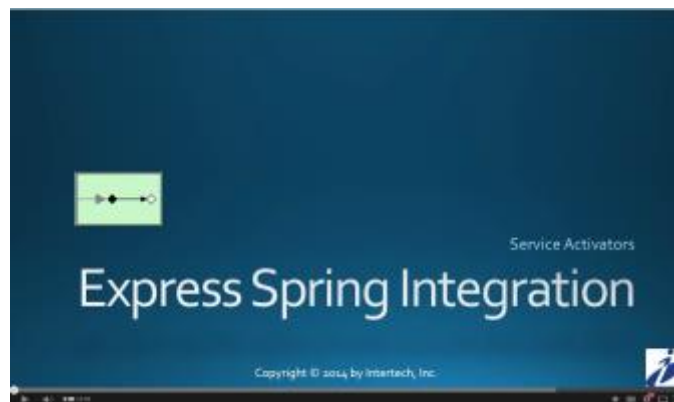 Service Activators
Express Spring Integration
Copyright © 2014 by Intertech, Inc.